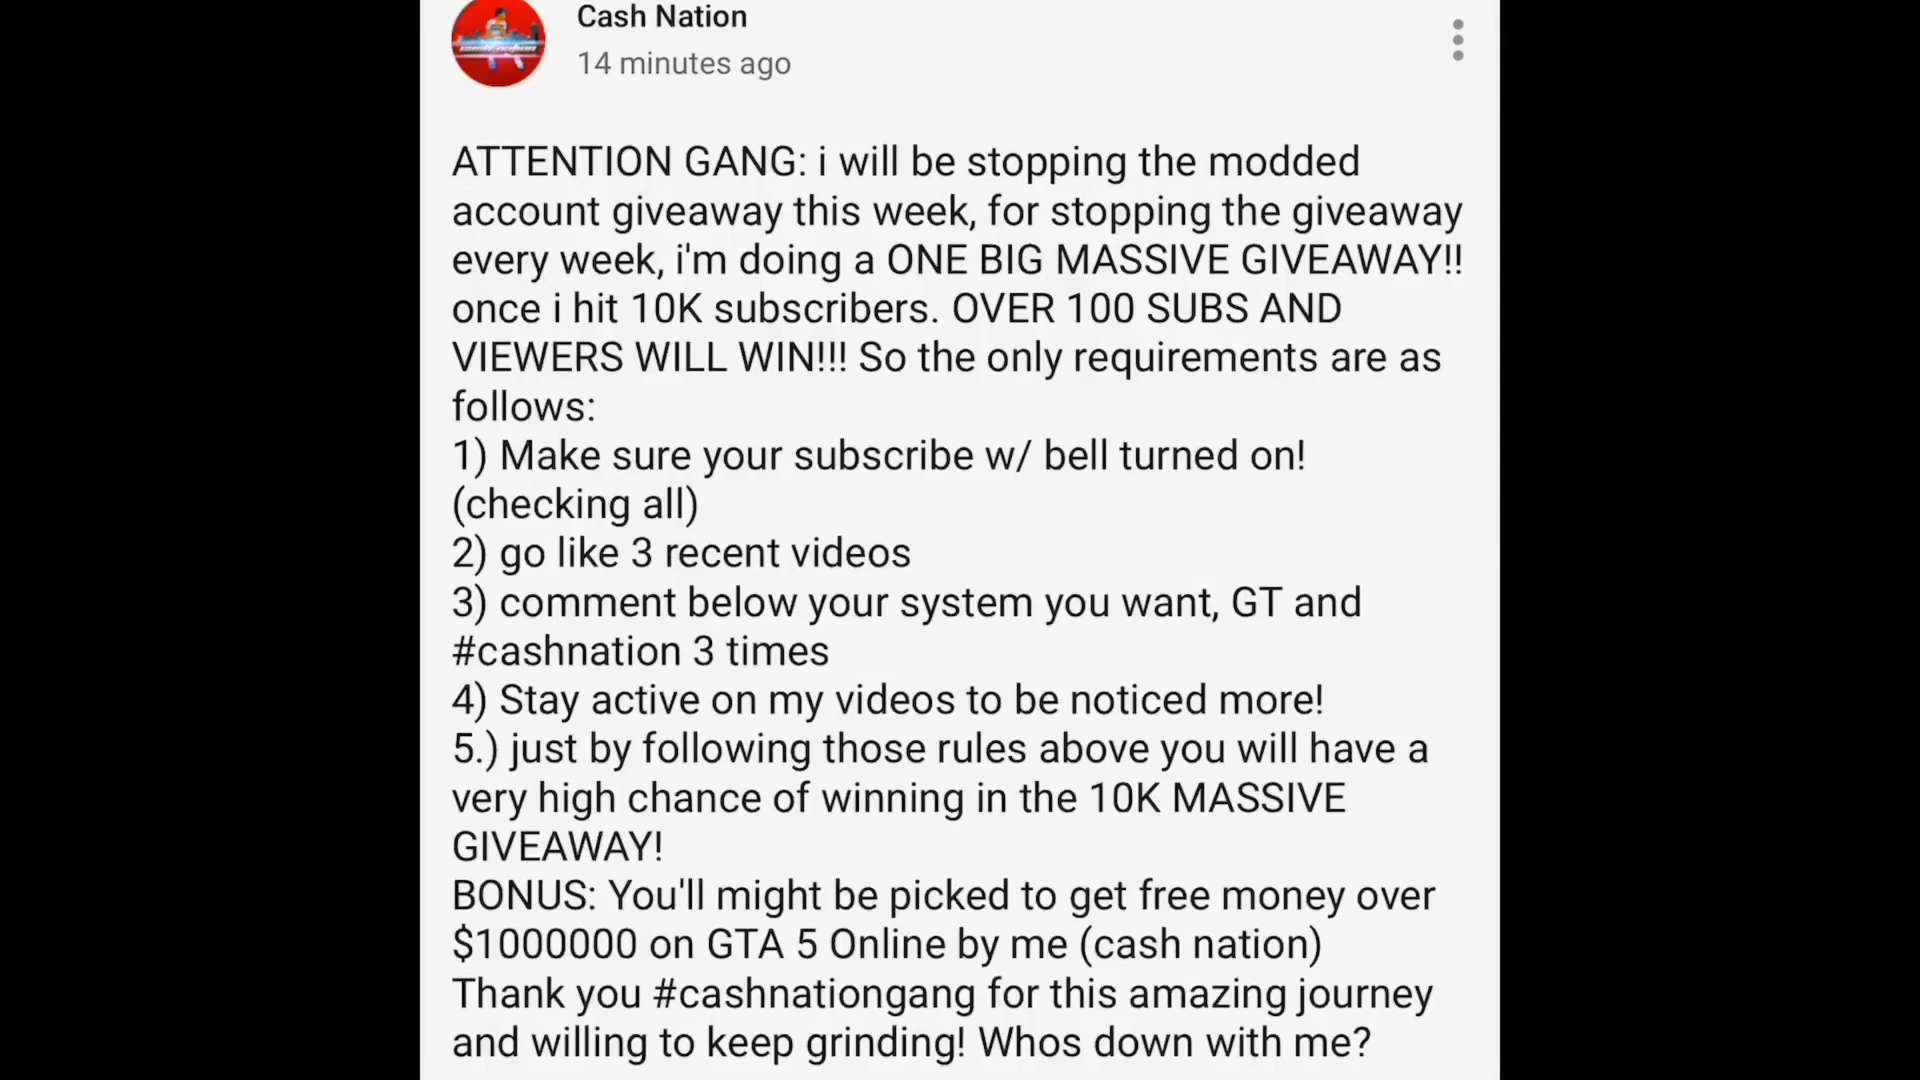 Cash Nation
14 minutes ago
ATTENTION GANG: i will be stopping the modded
account giveaway this week, for stopping the giveaway
every week, i'm doing a ONE BIG MASSIVE GIVEAWAY!!
once i hit 10K subscribers. OVER 100 SUBS AND
VIEWERS WILL WIN!!! So the only requirements are as
follows:
1) Make sure your subscribe w/ bell turned on!
(checking all)
2) go like 3 recent videos
3) comment below your system you want, GT and
#cashnation 3 times
4) Stay active on my videos to be noticed more!
5.) just by following those rules above you will have a
very high chance of winning in the 10K MASSIVE
GIVEAWAY!
BONUS: You'll might be picked to get free money over
$1000000 on GTA 5 Online by me (cash nation)
Thank you #cashnationgang for this amazing journey
and willing to keep grinding! Whos down with me?